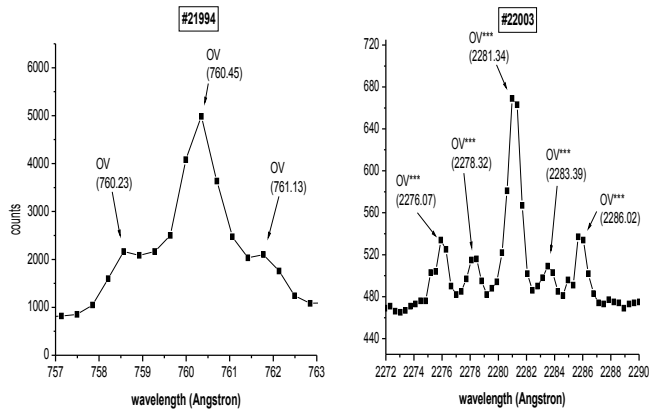 #21994
OV
(760.45)
OV
(760.23)
OV
(761.13)
counts
6000
5000
4000
3000
2000
1000
0
757 758 759 760 761 762 763
wavelength (Angstron)
#22003
OV***
(2281.34)
OV***
(2278.32)
OV***
(2283.39)
OV***
(2276.07)
OV***
(2286.02)
720
680
640
600
560
520
480
440
2272 2274 2276 2278 2280 2282 2284 2286 2288 2290
wavelength (Angstron)